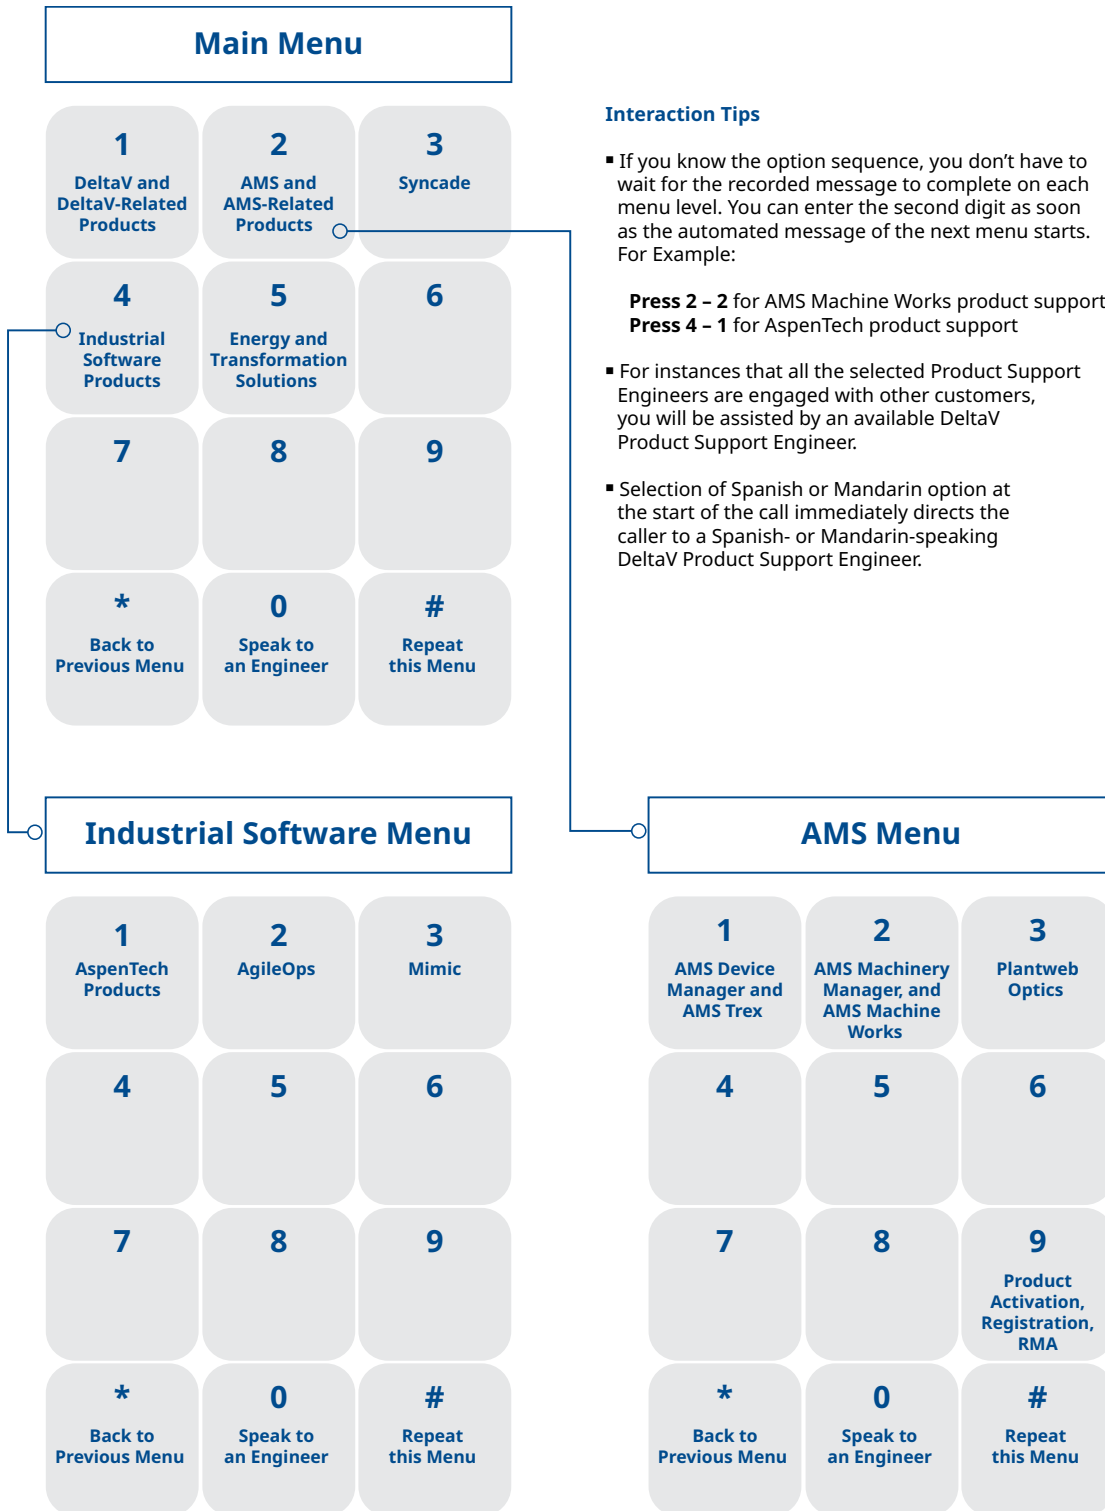 Main Menu
1
DeltaV and
DeltaV-Related
Products
2
AMS and
AMS-Related
Products
3
Syncade
4
Industrial
Software
Products
5
Energy and
Transformation
Solutions
6
7
8
9
*
Back to
Previous Menu
0
Speak to
an Engineer
#
Repeat
this Menu
Interaction Tips
▪ If you know the option sequence, you don’t have to
wait for the recorded message to complete on each
menu level. You can enter the second digit as soon
as the automated message of the next menu starts.
For Example:
Press 2 – 2 for AMS Machine Works product support
Press 4 – 1 for AspenTech product support
▪ For instances that all the selected Product Support
Engineers are engaged with other customers,
you will be assisted by an available DeltaV
Product Support Engineer.
▪ Selection of Spanish or Mandarin option at
the start of the call immediately directs the
caller to a Spanish- or Mandarin-speaking
DeltaV Product Support Engineer.
Industrial Software Menu
1
AspenTech
Products
2
AgileOps
3
Mimic
4
5
6
7
8
9
*
Back to
Previous Menu
0
Speak to
an Engineer
#
Repeat
this Menu
AMS Menu
1
AMS Device
Manager and
AMS Trex
2
AMS Machinery
Manager, and
AMS Machine
Works
3
Plantweb
Optics
4
5
6
7
8
9
Product
Activation,
Registration,
RMA
*
Back to
Previous Menu
0
Speak to
an Engineer
#
Repeat
this Menu